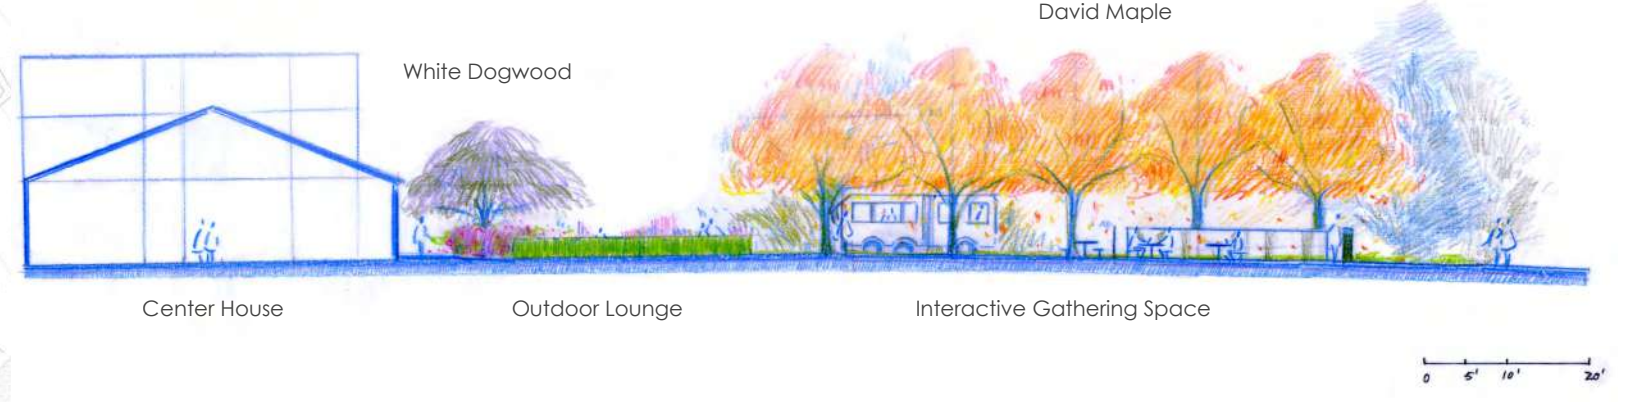 David Maple
White Dogwood
Center House
Outdoor Lounge
Interactive Gathering Space
0 5' 10' 20'